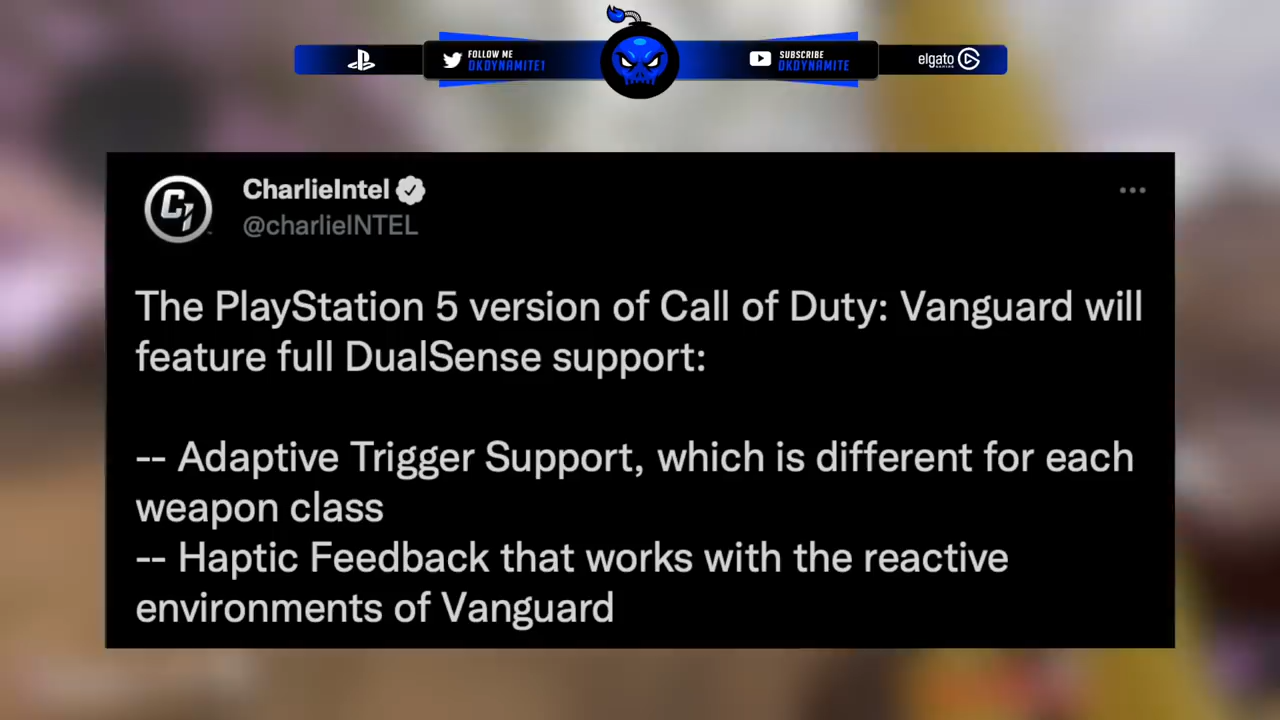 FOLLOW ME
DKDYNAMITE1
SUBSCRIBE
DKDYNAMITE
elgato
GAMING
CI
CharlieIntel
@charlieINTEL
The PlayStation 5 version of Call of Duty: Vanguard will
feature full DualSense support:
-- Adaptive Trigger Support, which is different for each
weapon class
-- Haptic Feedback that works with the reactive
environments of Vanguard